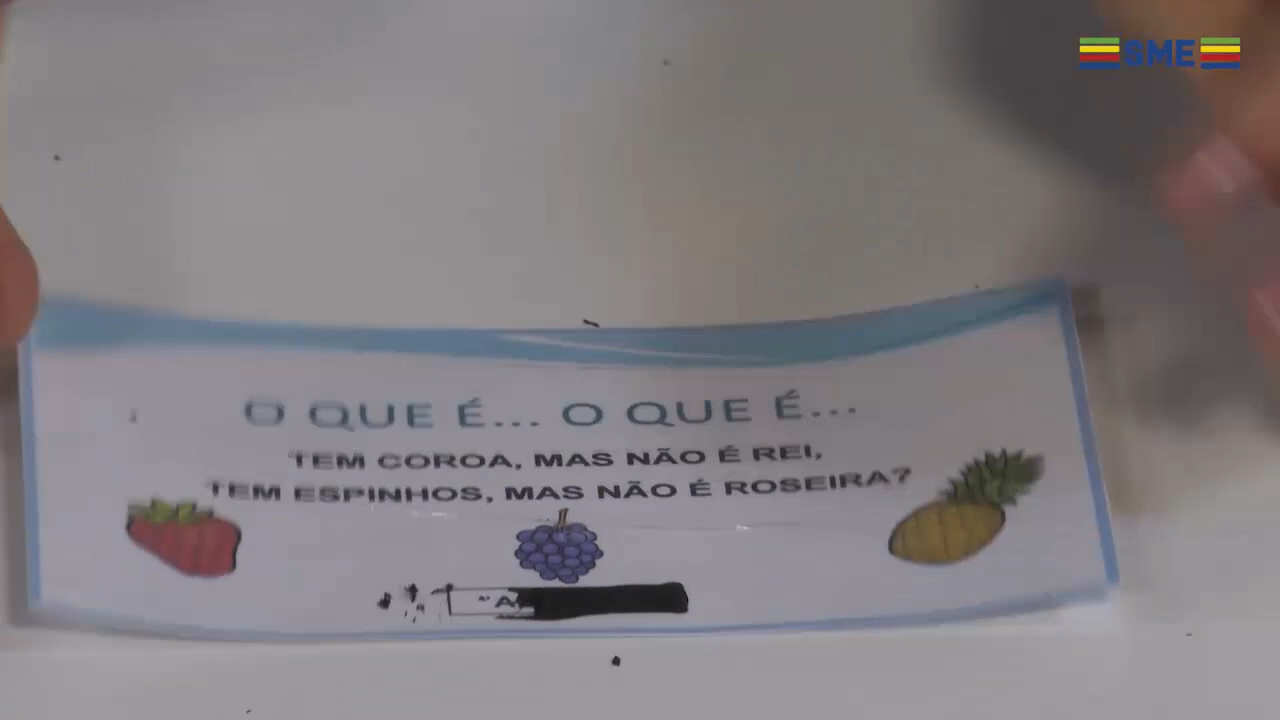 SME
O QUE É... O QUE É...
TEM COROA, MAS NÃO É REI,
TEM ESPINHOS, MAS NÃO É ROSEIRA?